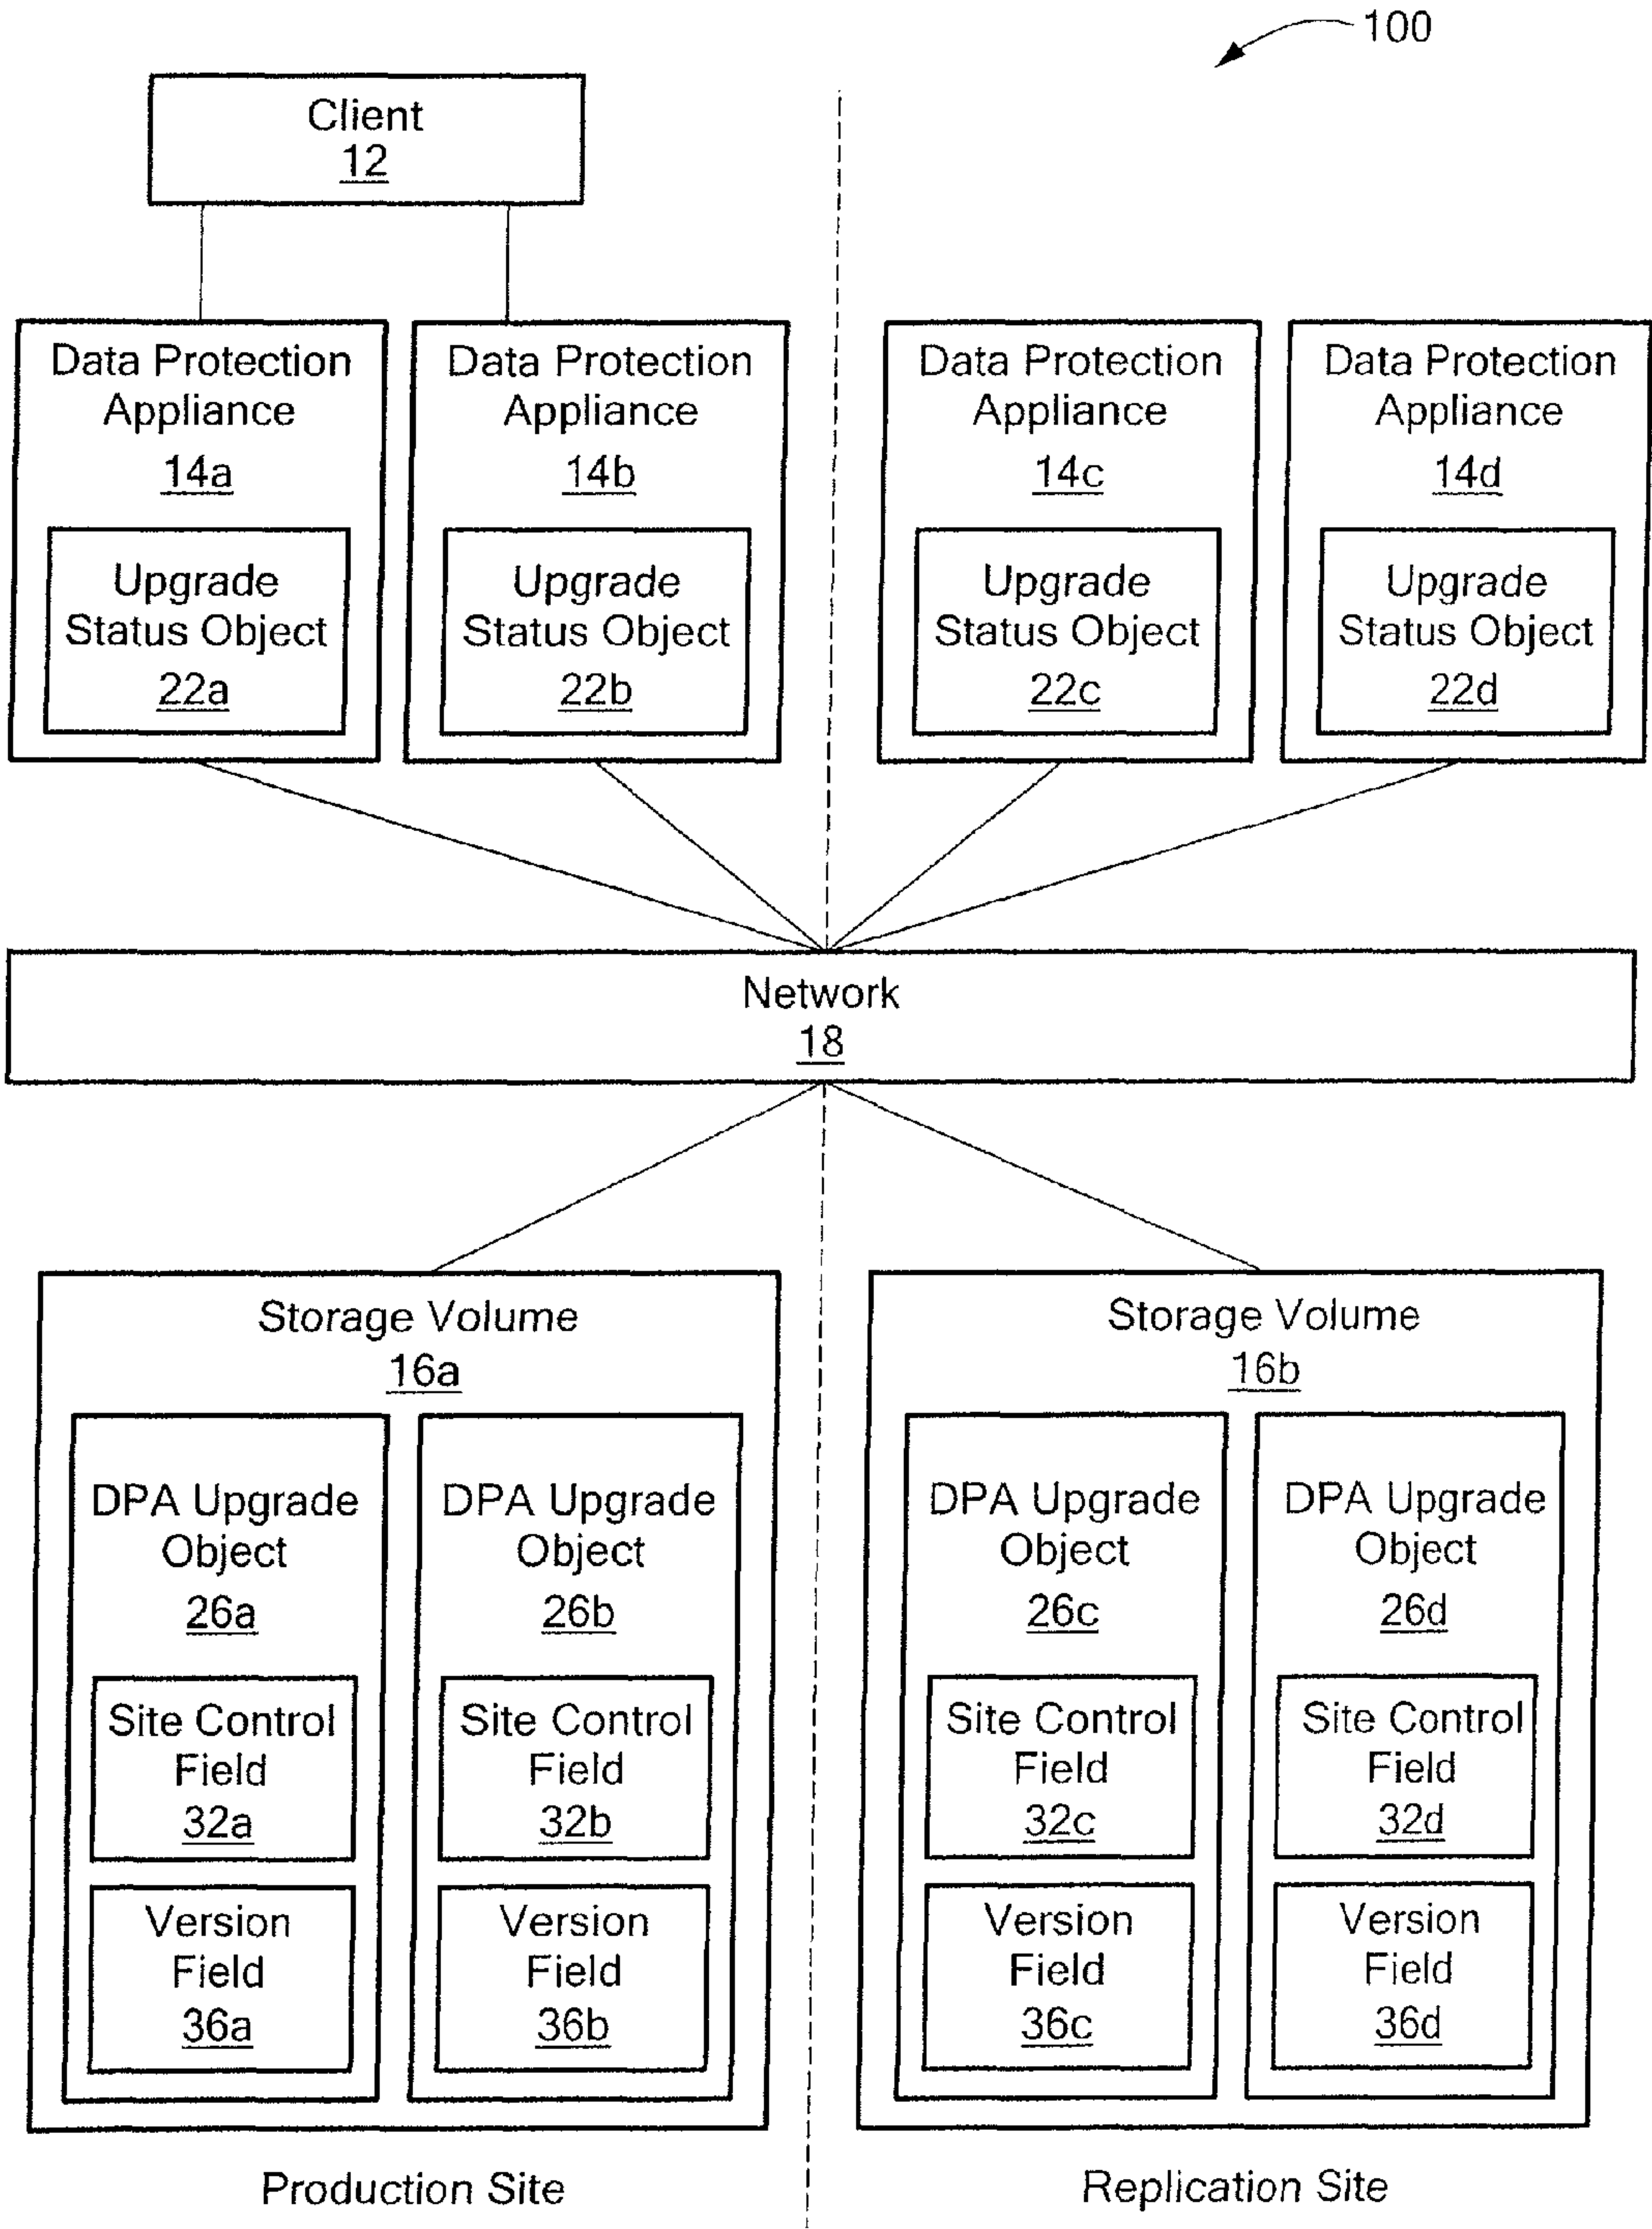 100
Client
12
Data Protection
Appliance
14a
Upgrade
Status Object
22a
Data Protection
Appliance
14b
Upgrade
Status Object
22b
Data Protection
Appliance
14c
Upgrade
Status Object
22c
Data Protection
Appliance
14d
Upgrade
Status Object
22d
Network
18
Storage Volume
16a
DPA Upgrade
Object
26a
Site Control
Field
32a
Version
Field
36a
DPA Upgrade
Object
26b
Site Control
Field
32b
Version
Field
36b
Storage Volume
16b
DPA Upgrade
Object
26c
Site Control
Field
32c
Version
Field
36c
DPA Upgrade
Object
26d
Site Control
Field
32d
Version
Field
36d
Production Site
Replication Site